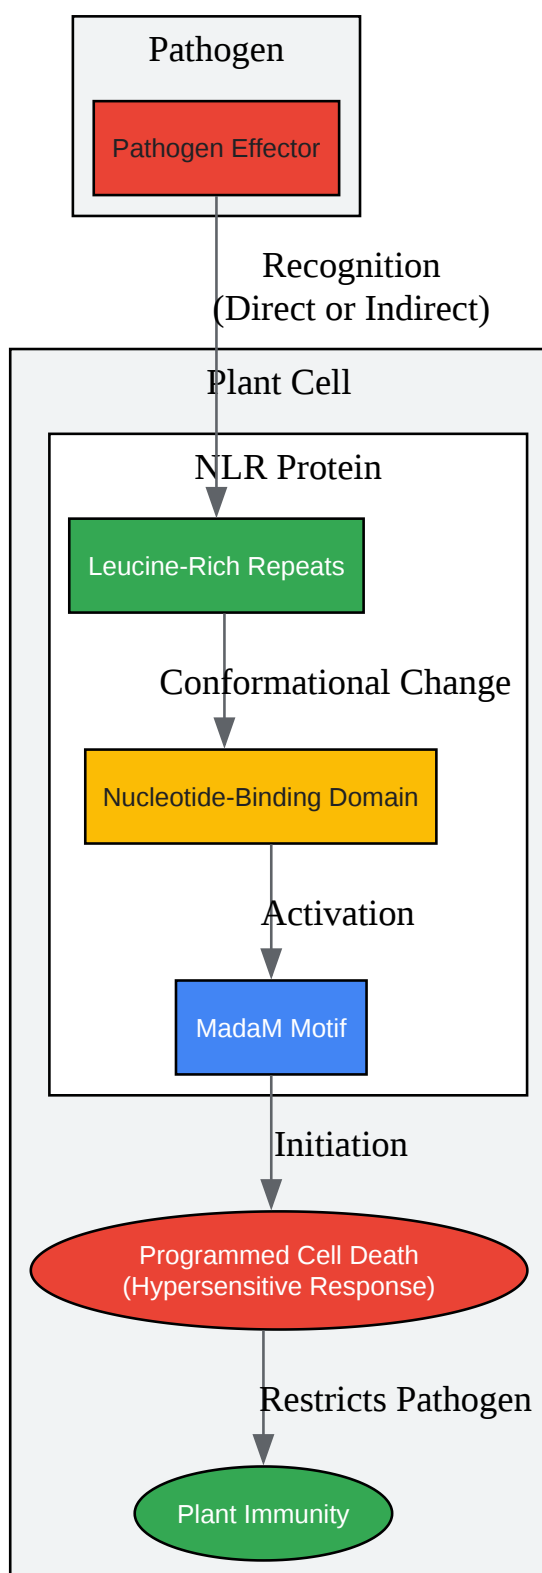 Pathogen
Pathogen Effector
Recognition
(Direct or Indirect)
Plant Cell
NLR Protein
Leucine-Rich Repeats
Conformational Change
Nucleotide-Binding Domain
Activation
MadaM Motif
Initiation
Programmed Cell Death
(Hypersensitive Response)
Restricts Pathogen
Plant Immunity